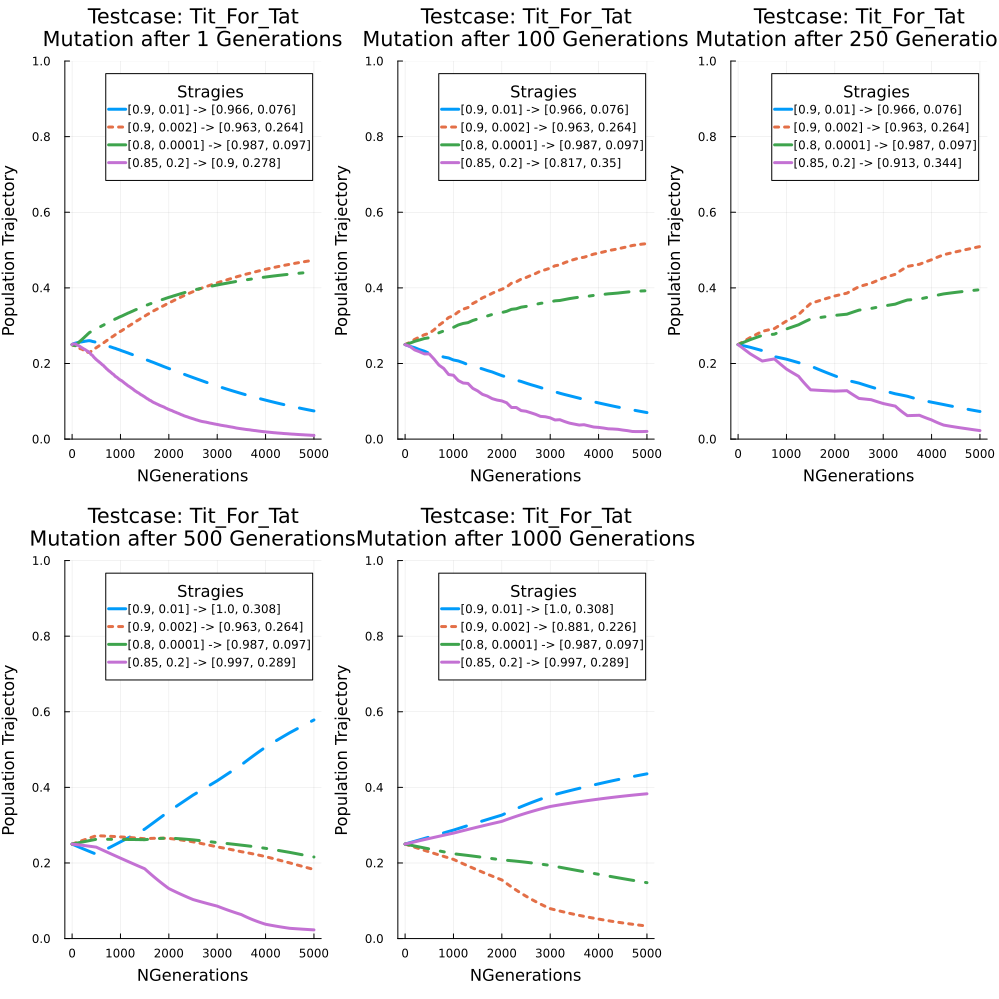 Testcase: Tit_For_Tat
Mutation after 1 Generations
Population Trajectory
1.0
0.8
0.6
0.4
0.2
0.0
Stragies
[0.9, 0.01] -> [0.966, 0.076]
[0.9, 0.002] -> [0.963, 0.264]
[0.8, 0.0001] -> [0.987, 0.097]
[0.85, 0.2] -> [0.9, 0.278]
0 1000 2000 3000 4000 5000
NGenerations
Testcase: Tit_For_Tat
Mutation after 100 Generations
Population Trajectory
1.0
0.8
0.6
0.4
0.2
0.0
Stragies
[0.9, 0.01] -> [0.966, 0.076]
[0.9, 0.002] -> [0.963, 0.264]
[0.8, 0.0001] -> [0.987, 0.097]
[0.85, 0.2] -> [0.817, 0.35]
0 1000 2000 3000 4000 5000
NGenerations
Testcase: Tit_For_Tat
Mutation after 250 Generatio
Population Trajectory
1.0
0.8
0.6
0.4
0.2
0.0
Stragies
[0.9, 0.01] -> [0.966, 0.076]
[0.9, 0.002] -> [0.963, 0.264]
[0.8, 0.0001] -> [0.987, 0.097]
[0.85, 0.2] -> [0.913, 0.344]
0 1000 2000 3000 4000 5000
NGenerations
Testcase: Tit_For_Tat
Mutation after 500 Generations
Population Trajectory
1.0
0.8
0.6
0.4
0.2
0.0
Stragies
[0.9, 0.01] -> [1.0, 0.308]
[0.9, 0.002] -> [0.963, 0.264]
[0.8, 0.0001] -> [0.987, 0.097]
[0.85, 0.2] -> [0.997, 0.289]
0 1000 2000 3000 4000 5000
NGenerations
Testcase: Tit_For_Tat
Mutation after 1000 Generations
Population Trajectory
1.0
0.8
0.6
0.4
0.2
0.0
Stragies
[0.9, 0.01] -> [1.0, 0.308]
[0.9, 0.002] -> [0.881, 0.226]
[0.8, 0.0001] -> [0.987, 0.097]
[0.85, 0.2] -> [0.997, 0.289]
0 1000 2000 3000 4000 5000
NGenerations